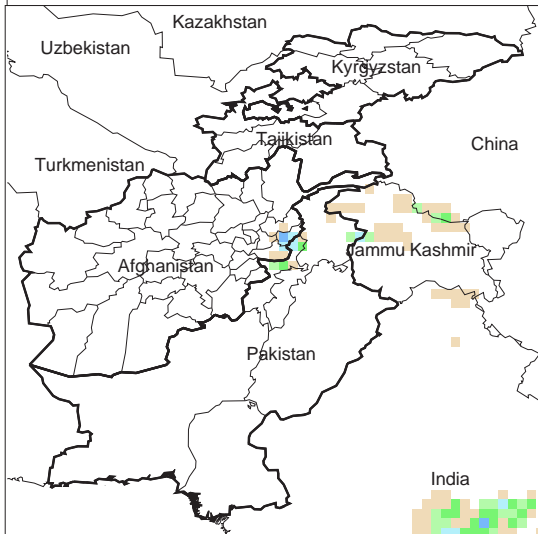 Kazakhstan
Uzbekistan
Kyrgyzstan
Tajikistan
China
Turkmenistan
Jammu Kashmir
Afghanistan
Pakistan
India